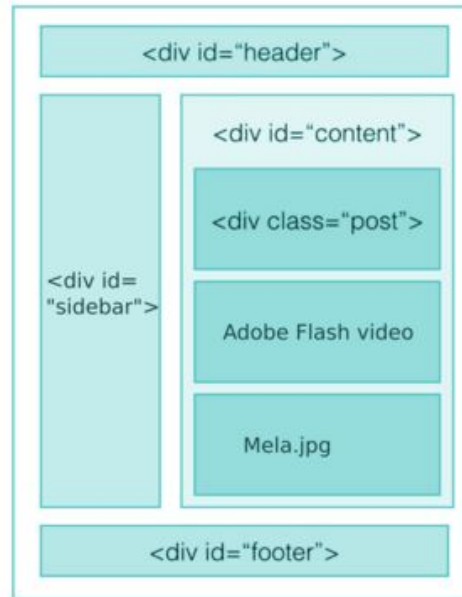 <div id=“header”>
<div id=
"sidebar">
<div id=“content”>
<div class=“post”>
Adobe Flash video
Mela.jpg
<div id=“footer”>